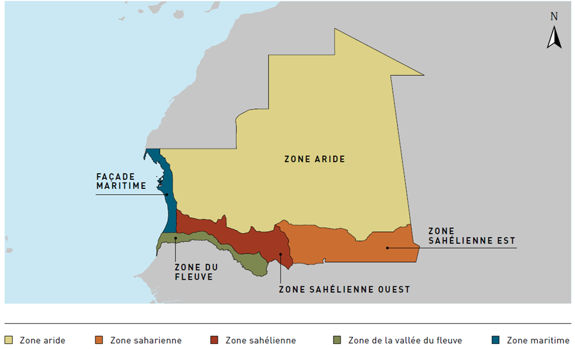 N
ZONE ARIDE
FAÇADE
MARITIME
ZONE
SAHÉLIENNE EST
ZONE DU
FLEUVE
ZONE SAHÉLIENNE OUEST
Zone aride
Zone saharienne
Zone sahélienne
Zone de la vallée du fleuve
Zone maritime